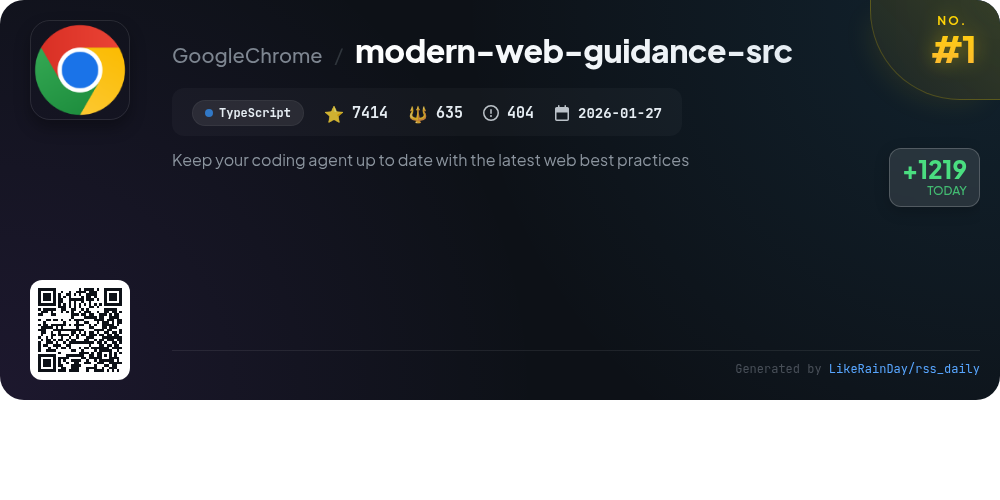 NO.
#1
GoogleChrome / modern-web-guidance-src
TypeScript 7414 635 404 2026-01-27
Keep your coding agent up to date with the latest web best practices
+1219
TODAY
Generated by LikeRainDay/rss_daily